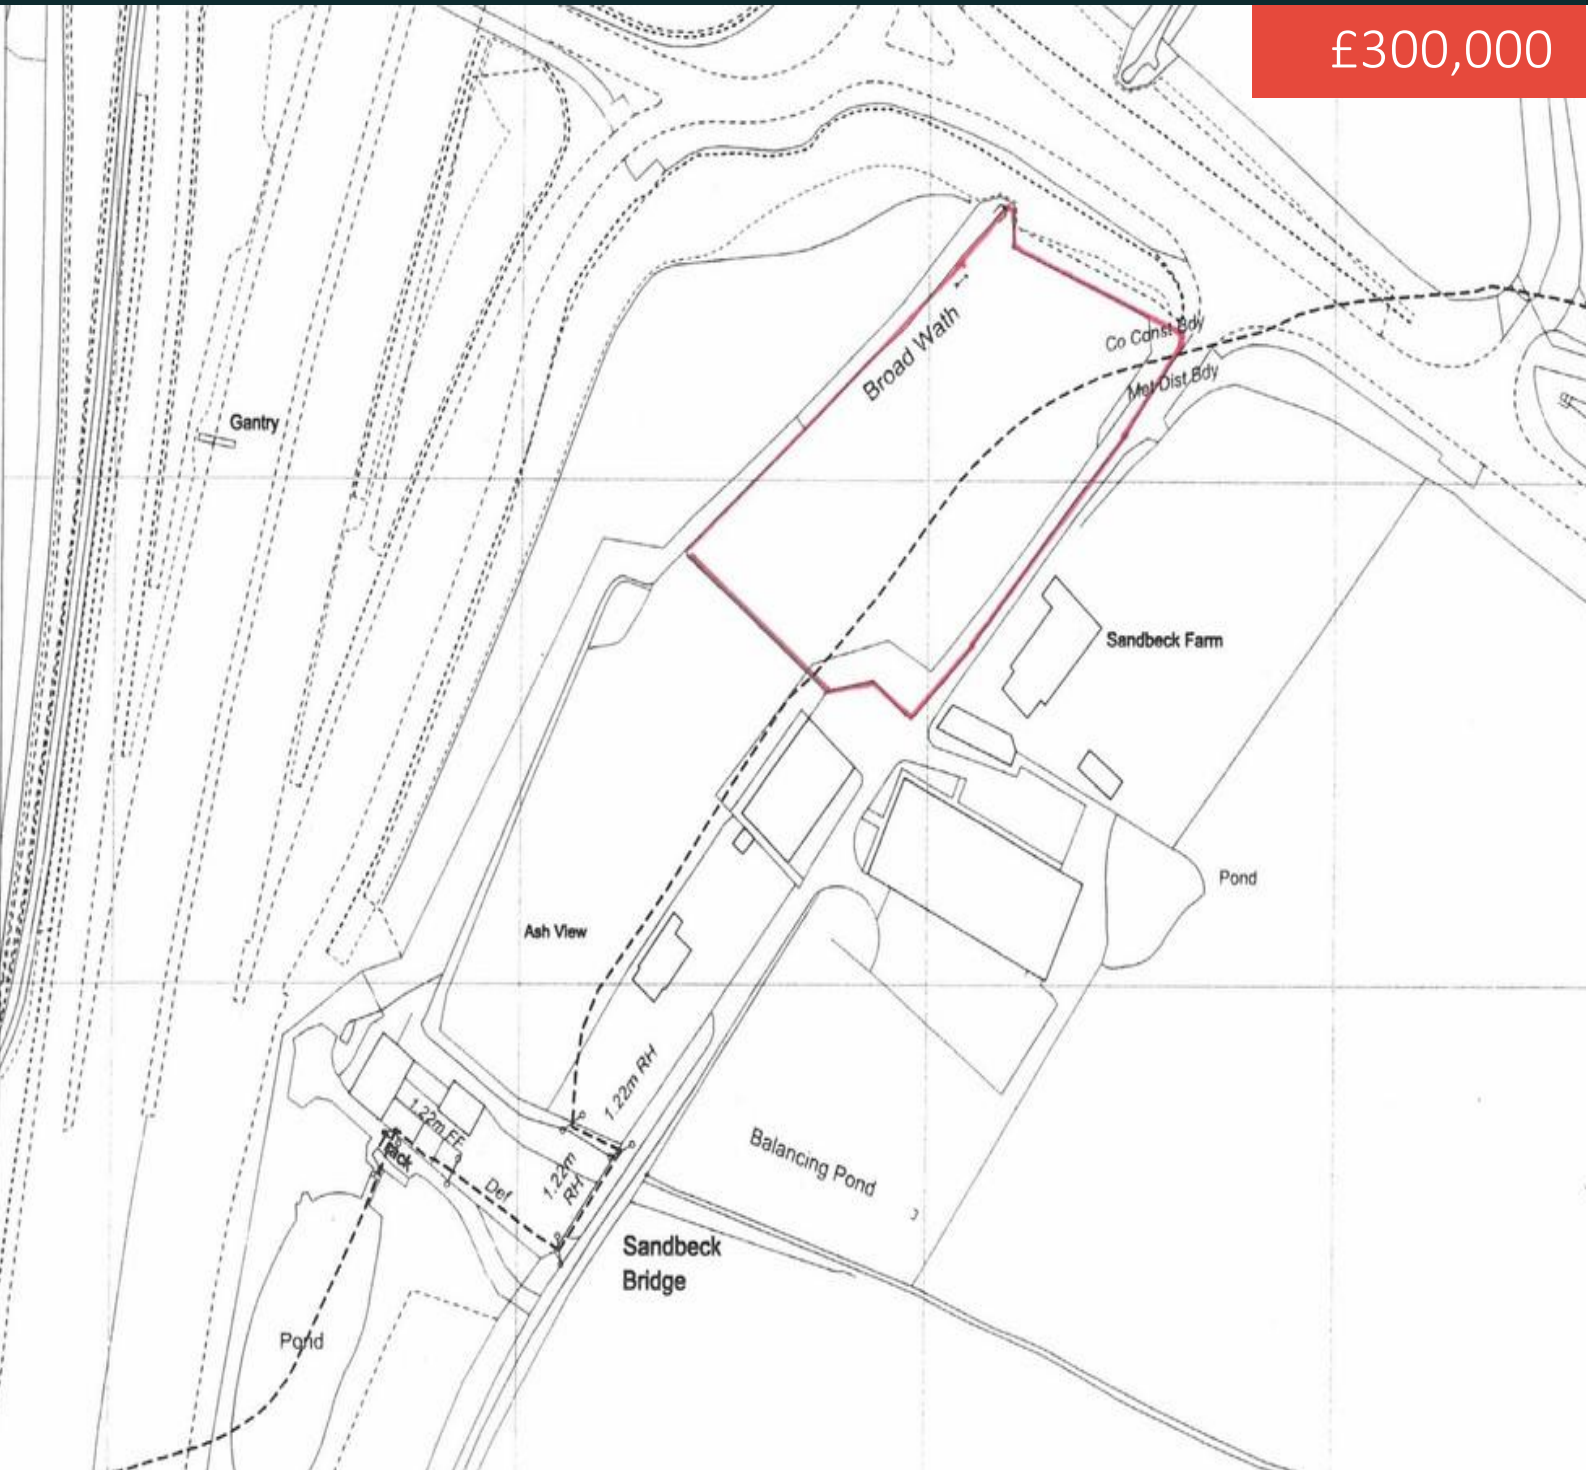 £300,000
Broad Wath
Co Const Bdy
Met Dist Bdy
Gantry
Sandbeck Farm
Pond
Ash View
1.22m RH
1.22m FF
Def
1.22m
RH
Balancing Pond
Sandbeck
Bridge
Pond